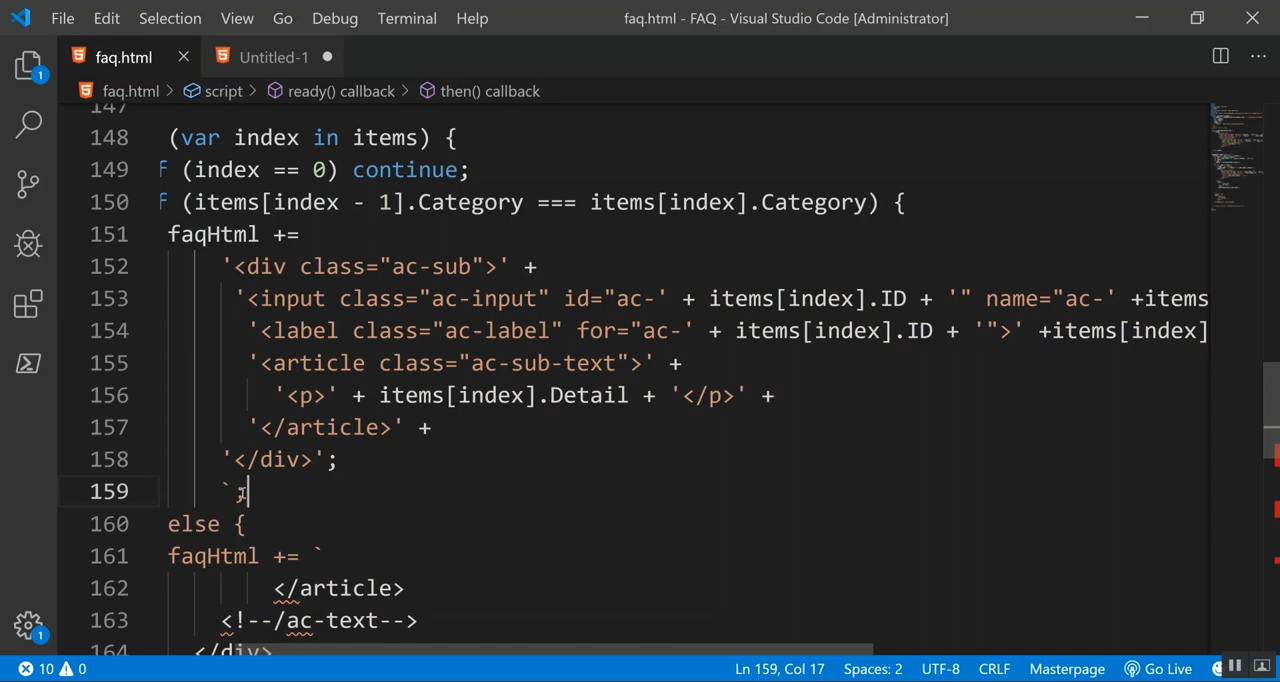 File Edit Selection View Go Debug Terminal Help faq.html - FAQ - Visual Studio Code [Administrator]
faq.html Untitled-1
faq.html > script > ready() callback > then() callback
147
148 (var index in items) {
149 f (index == 0) continue;
150 f (items[index - 1].Category === items[index].Category) {
151 faqHtml +=
152 '<div class="ac-sub">' +
153 '<input class="ac-input" id="ac-' + items[index].ID + '" name="ac-' +items
154 '<label class="ac-label" for="ac-' + items[index].ID + '">' +items[index]
155 '<article class="ac-sub-text">' +
156 '<p>' + items[index].Detail + '</p>' +
157 '</article>' +
158 '</div>';
159 `;
160 else {
161 faqHtml += `
162 </article>
163 <!--/ac-text-->
164 </div>
1
1
10 0 Ln 159, Col 17 Spaces: 2 UTF-8 CRLF Masterpage Go Live